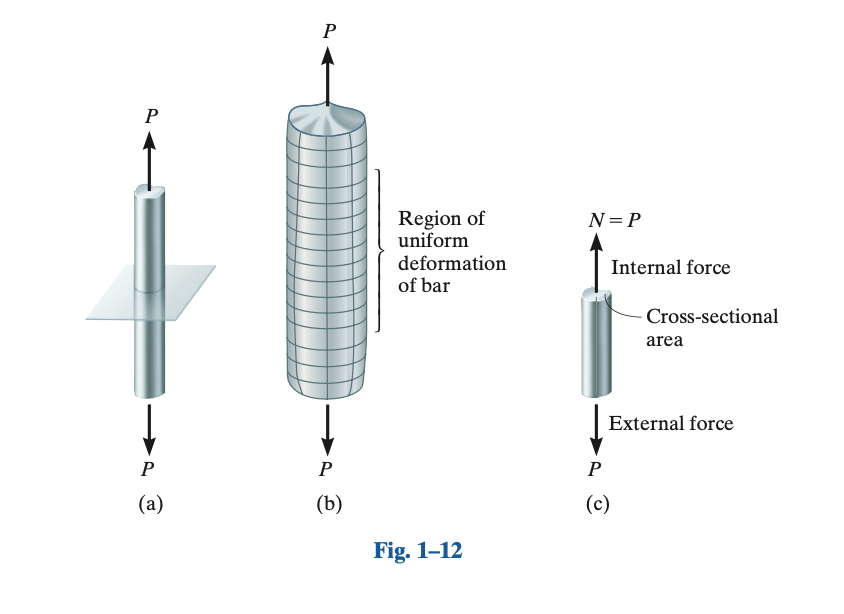 P
P
P
(a)
P
Region of
uniform
deformation
of bar
P
(b)
N = P
Internal force
Cross-sectional
area
External force
P
(c)
Fig. 1–12